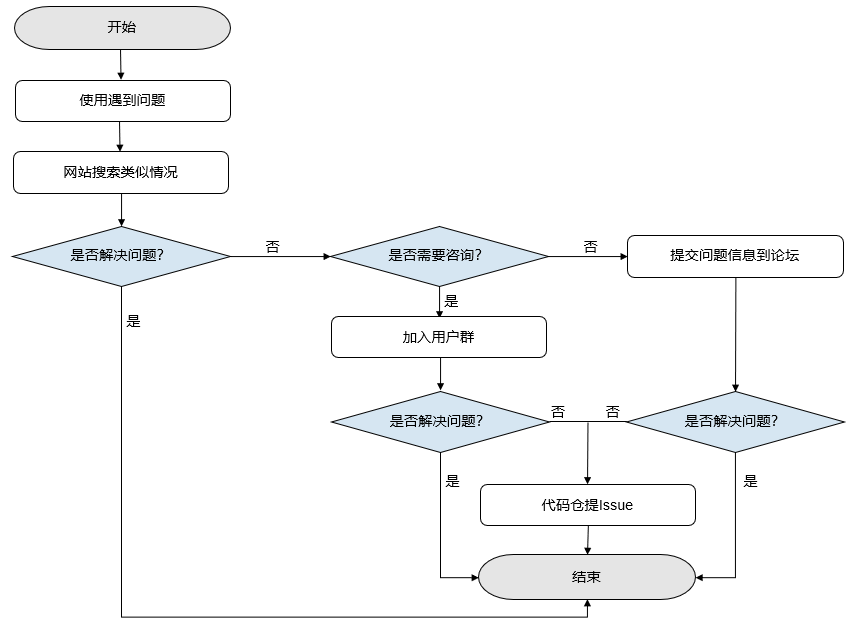 开始
使用遇到问题
网站搜索类似情况
是否解决问题?
否
是否需要咨询?
否
提交问题信息到论坛
是
是
加入用户群
是否解决问题?
否
否
是否解决问题?
是
是
代码仓提Issue
结束